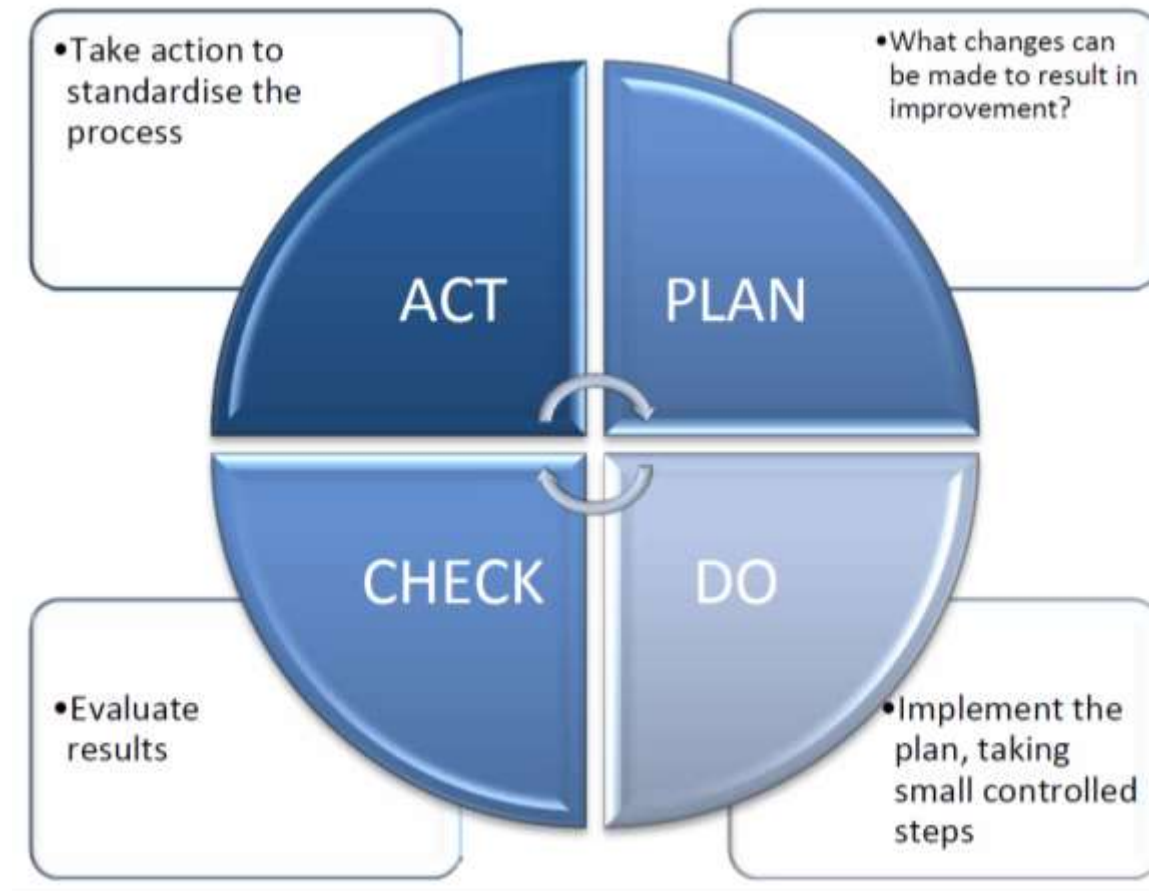 •Take action to
standardise the
process
•What changes can
be made to result in
improvement?
ACT
PLAN
CHECK
DO
•Evaluate
results
•Implement the
plan, taking
small controlled
steps